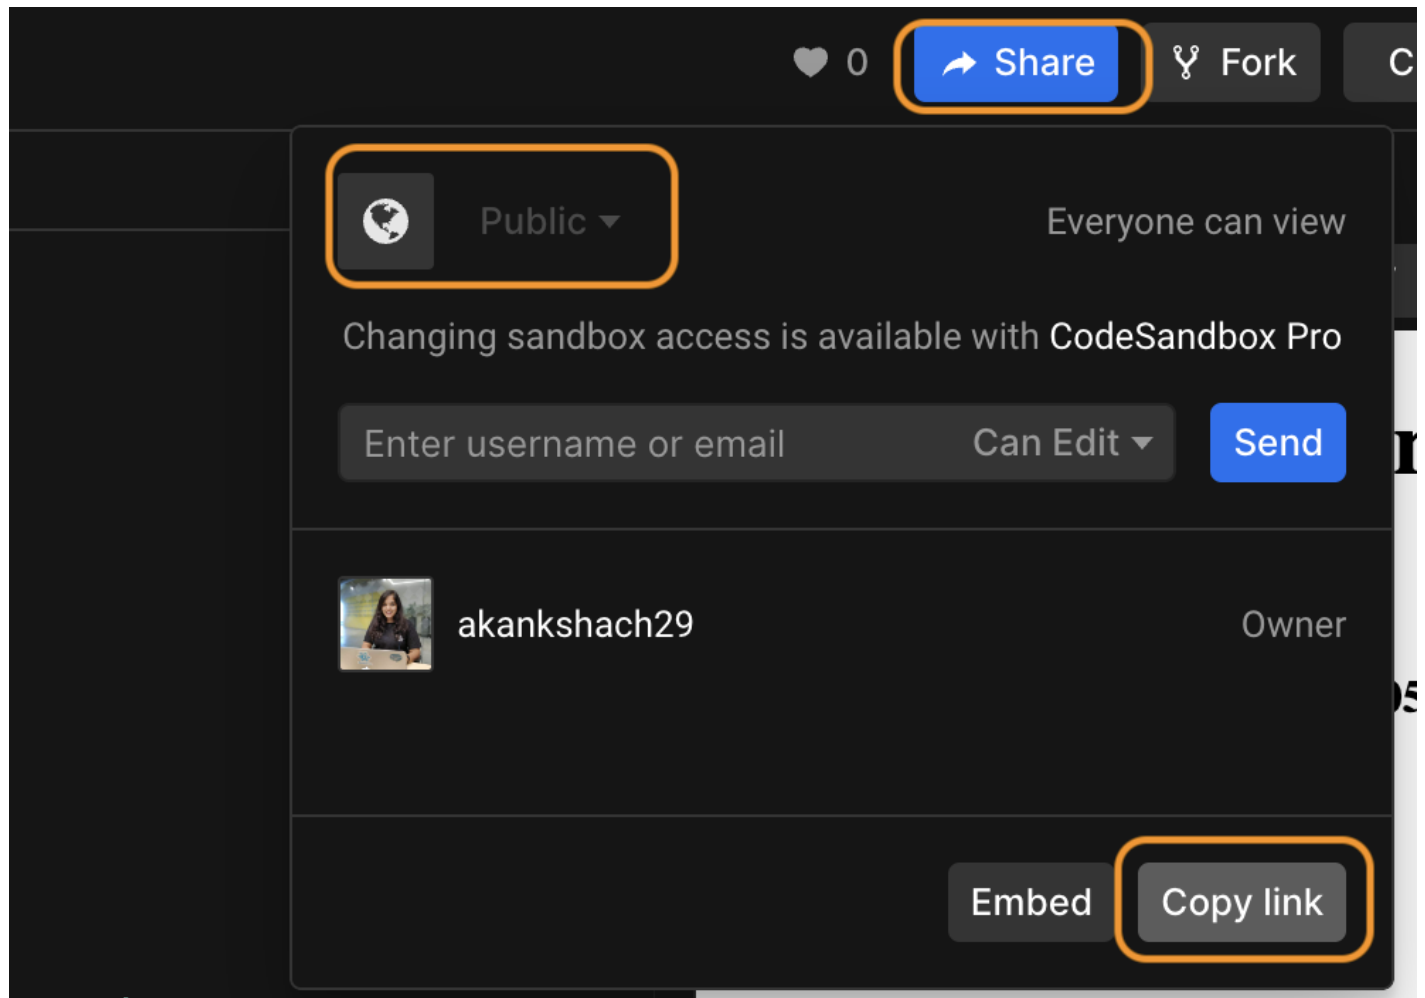 0 Share Fork C
Public Everyone can view
Changing sandbox access is available with CodeSandbox Pro
Enter username or email Can Edit Send
akankshach29 Owner
Embed Copy link